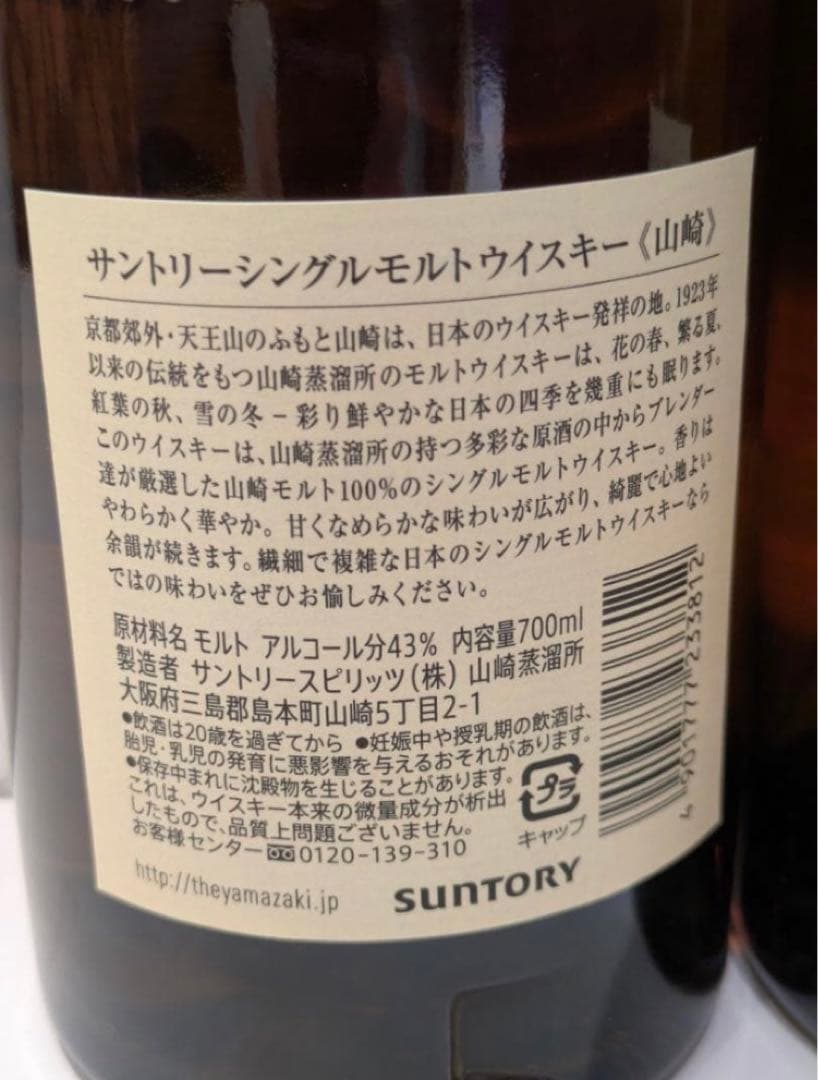 サントリーシングルモルトウイスキー《山崎》
京都郊外・天王山のふもと山崎は、日本のウイスキー発祥の地。1923年
以来の伝統をもつ山崎蒸溜所のモルトウイスキーは、花の春、繁る夏、
紅葉の秋、雪の冬－彩り鮮やかな日本の四季を幾重にも眠ります。
このウイスキーは、山崎蒸溜所の持つ多彩な原酒の中からブレンダー
達が厳選した山崎モルト100%のシングルモルトウイスキー。香りは
やわらかく華やか。甘くなめらかな味わいが広がり、綺麗で心地よい
余韻が続きます。繊細で複雑な日本のシングルモルトウイスキーなら
ではの味わいをぜひお愉しみください。
原材料名 モルト アルコール分43% 内容量700ml
製造者 サントリースピリッツ(株) 山崎蒸溜所
大阪府三島郡島本町山崎5丁目2-1
●飲酒は20歳を過ぎてから ●妊娠中や授乳期の飲酒は、
胎児・乳児の発育に悪影響を与えるおそれがあります。
●保存中まれに沈殿物を生じることがあります。
これは、ウイスキー本来の微量成分が析出
したもので、品質上問題ございません。
お客様センター 0120-139-310
プラ
キャップ
4 901777 233812
http://theyamazaki.jp
SUNTORY